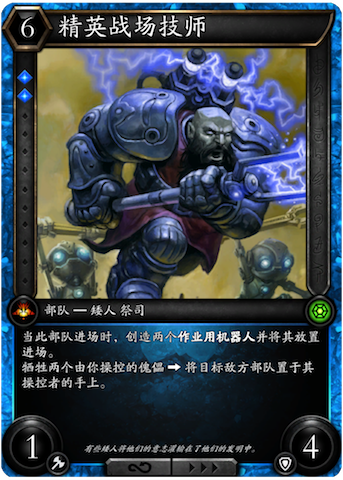 6
精英战场技师
部队 — 矮人 祭司
当此部队进场时，创造两个作业用机器人并将其放置
进场。
牺牲两个由你操控的傀儡 ➡ 将目标敌方部队置于其
操控者的手上。
有些矮人将他们的意志灌输在了他们的发明中。
1
4